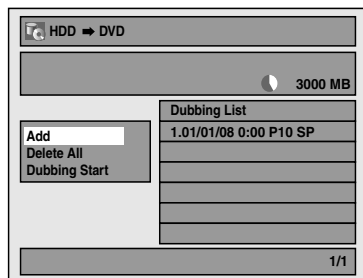 HDD ➡ DVD
3000 MB
Dubbing List
1.01/01/08 0:00 P10 SP
Add
Delete All
Dubbing Start
1/1